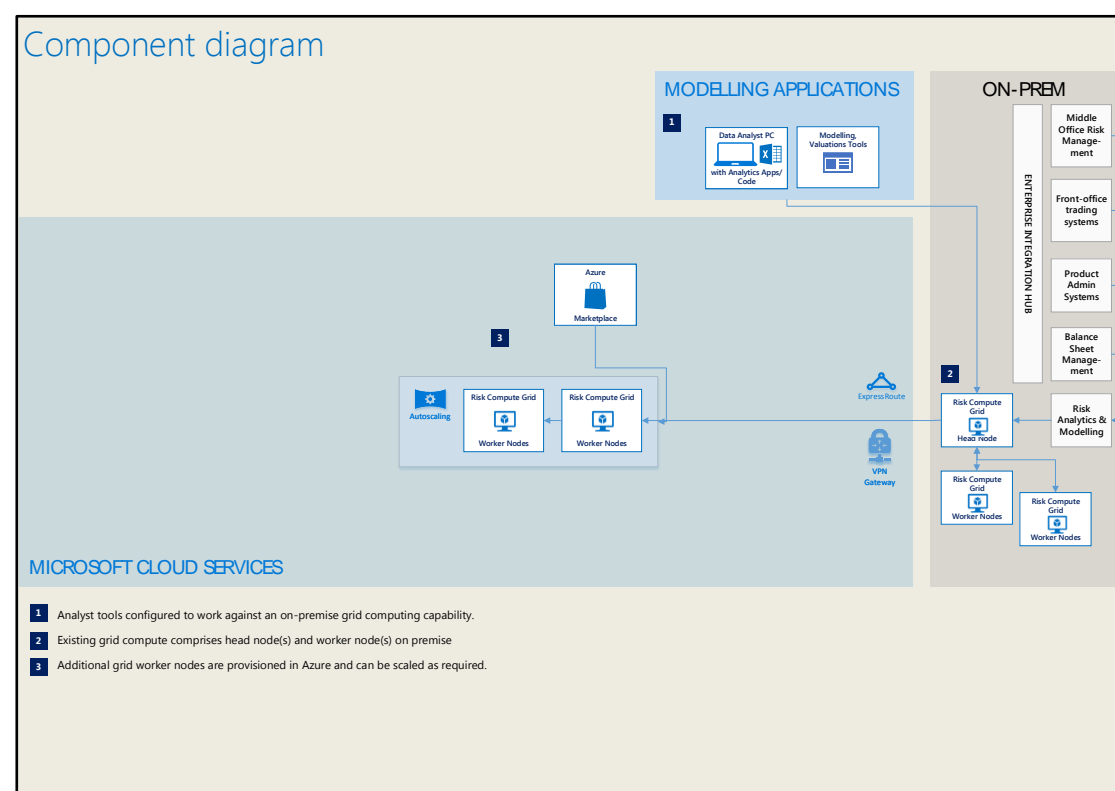 Component diagram
MODELLING APPLICATIONS
1
Data Analyst PC
with Analytics Apps/
Code
Modelling,
Valuations Tools
ON-PREM
ENTERPRISE INTEGRATION HUB
Middle
Office Risk
Manage-
ment
Front-office
trading
systems
Product
Admin
Systems
Balance
Sheet
Manage-
ment
Risk
Analytics &
Modelling
Azure
Marketplace
3
Autoscaling
Risk Compute Grid
Worker Nodes
Risk Compute Grid
Worker Nodes
ExpressRoute
VPN
Gateway
2
Risk Compute
Grid
Head Node
Risk Compute
Grid
Worker Nodes
Risk Compute
Grid
Worker Nodes
MICROSOFT CLOUD SERVICES
1 Analyst tools configured to work against an on-premise grid computing capability.
2 Existing grid compute comprises head node(s) and worker node(s) on premise
3 Additional grid worker nodes are provisioned in Azure and can be scaled as required.